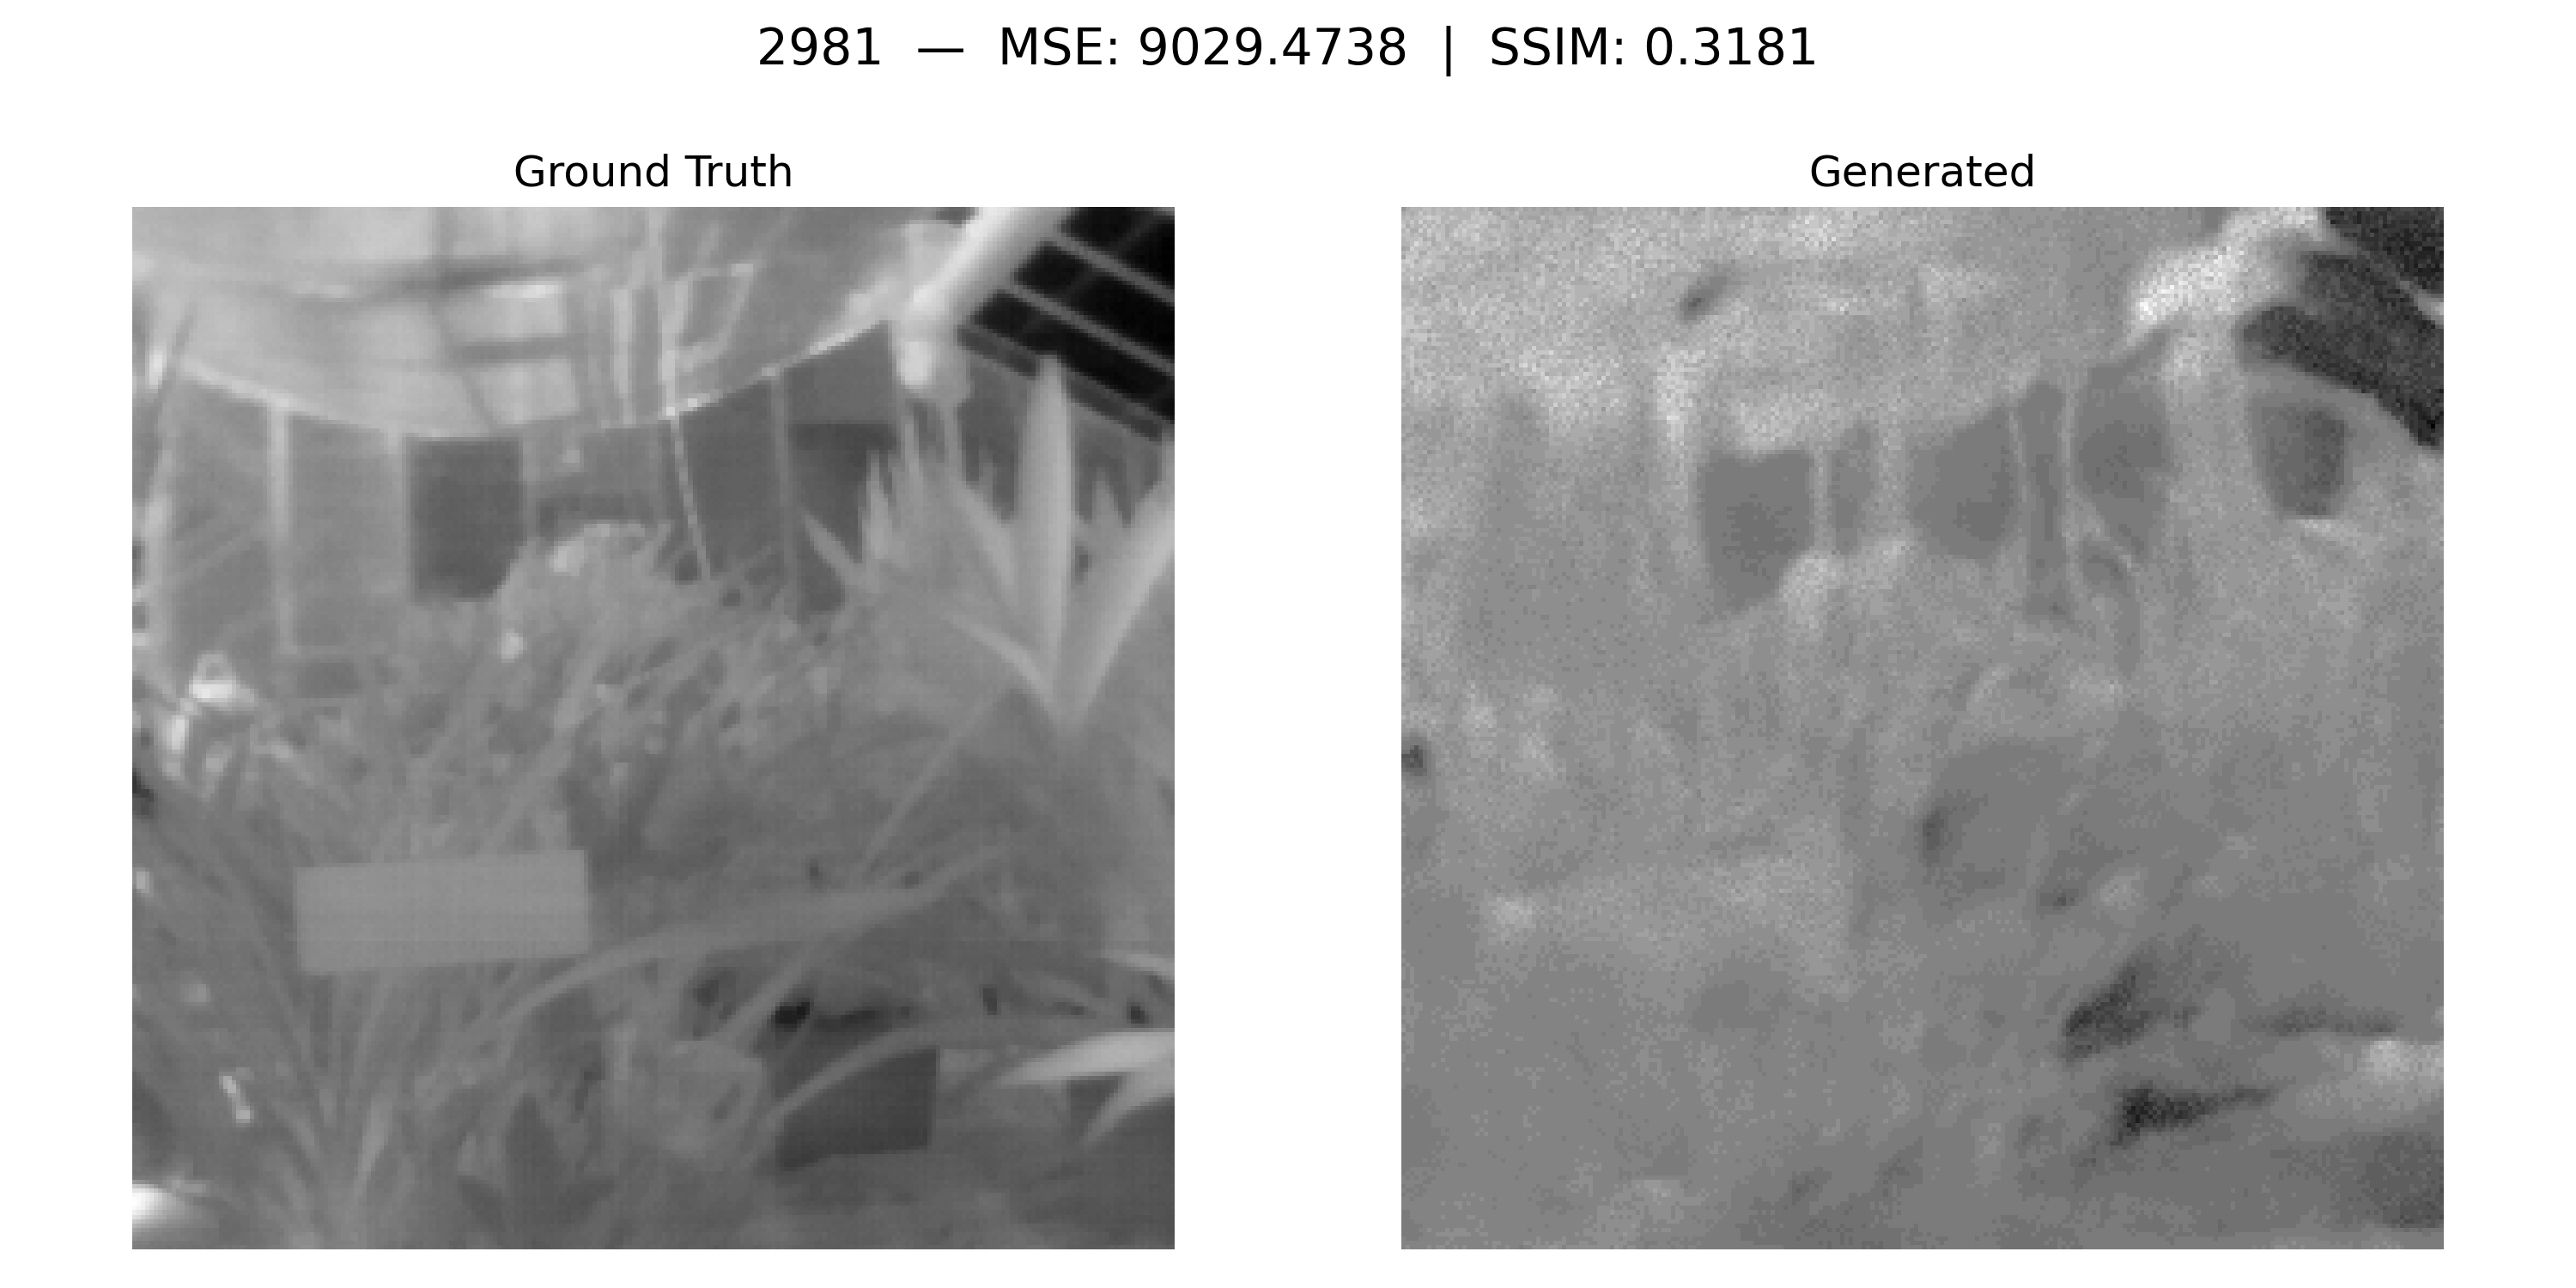 2981 — MSE: 9029.4738 | SSIM: 0.3181
Ground Truth
Generated